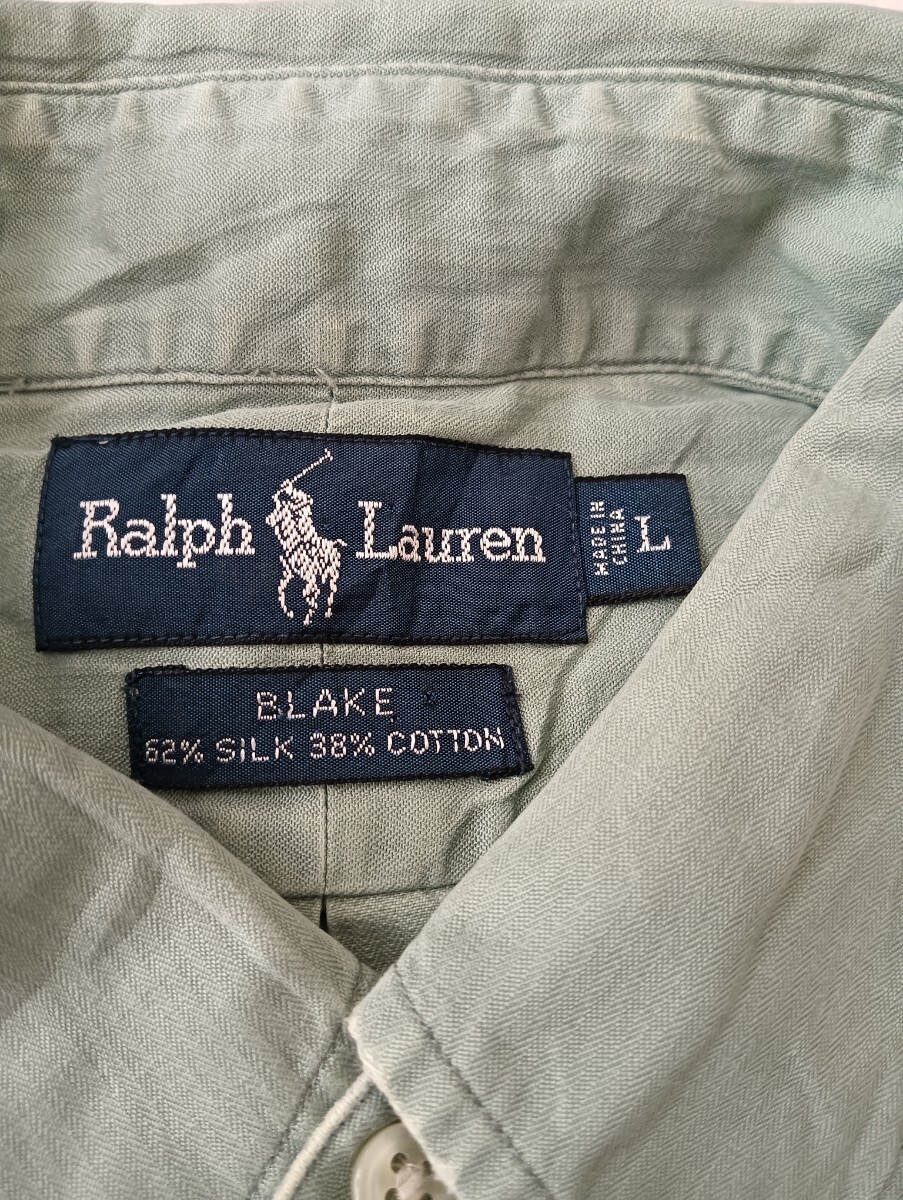 Ralph Lauren
MADE IN
CHINA
L
BLAKE
62% SILK 38% COTTON